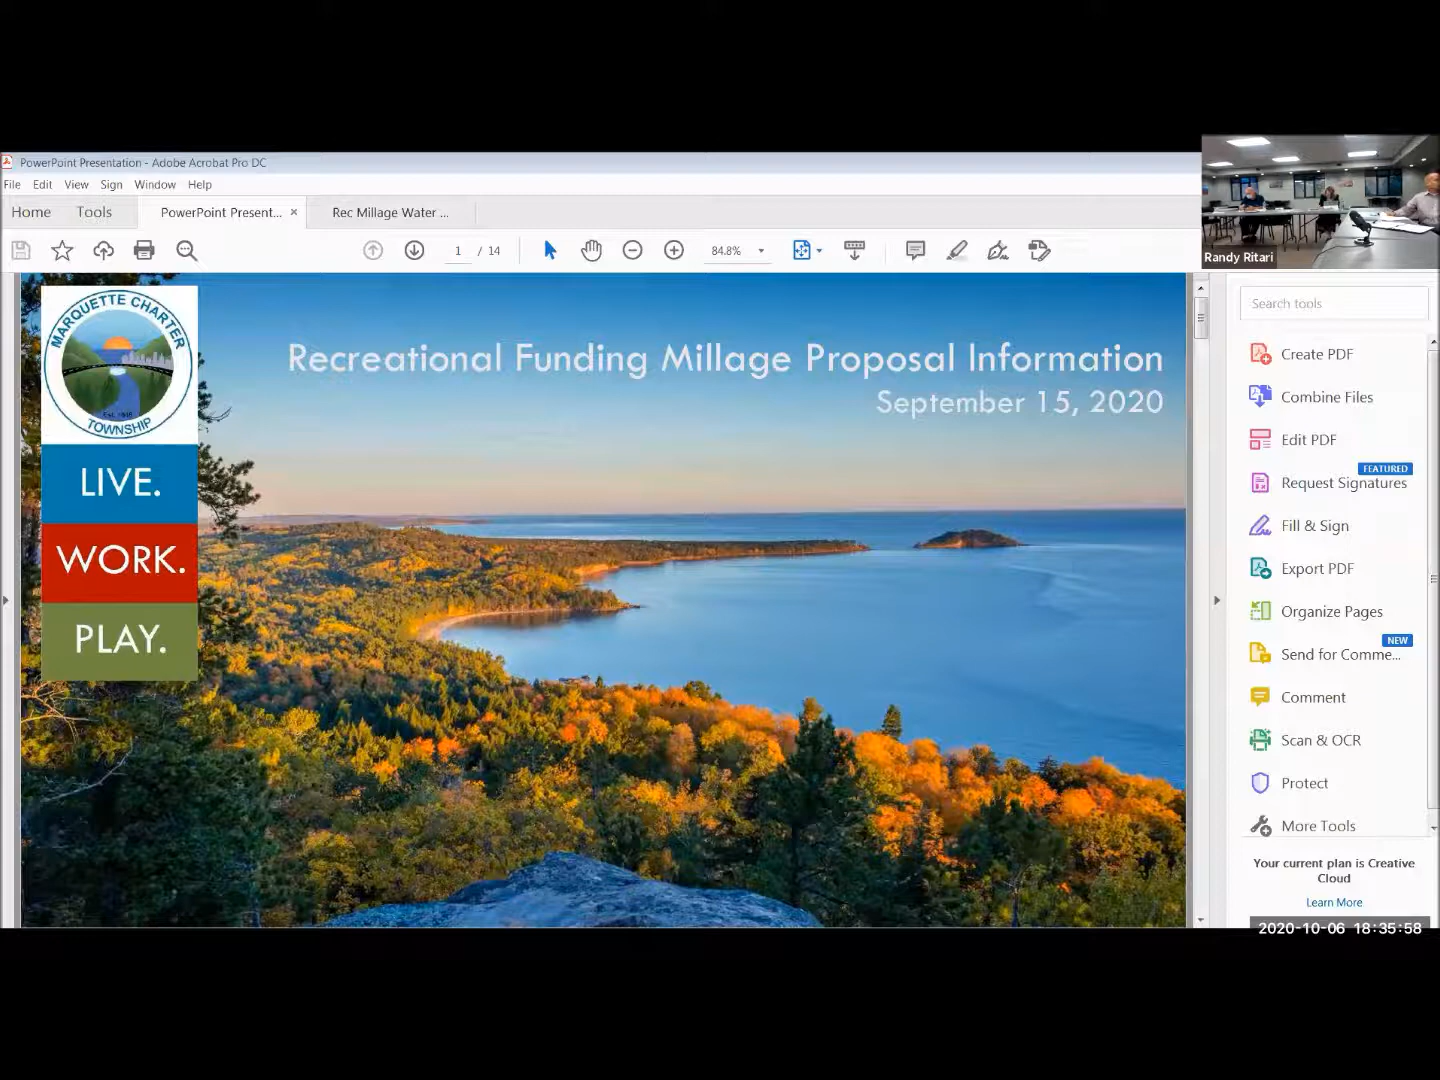 PowerPoint Presentation - Adobe Acrobat Pro DC
File Edit View Sign Window Help
Home Tools PowerPoint Present... × Rec Millage Water ...
1 / 14 84.8%
Randy Ritari
MARQUETTE CHARTER
TOWNSHIP
LIVE.
WORK.
PLAY.
Recreational Funding Millage Proposal Information
September 15, 2020
Search tools
Create PDF
Combine Files
Edit PDF
FEATURED
Request Signatures
Fill & Sign
Export PDF
Organize Pages
NEW
Send for Comme...
Comment
Scan & OCR
Protect
More Tools
Your current plan is Creative
Cloud
Learn More
2020-10-06 18:35:58